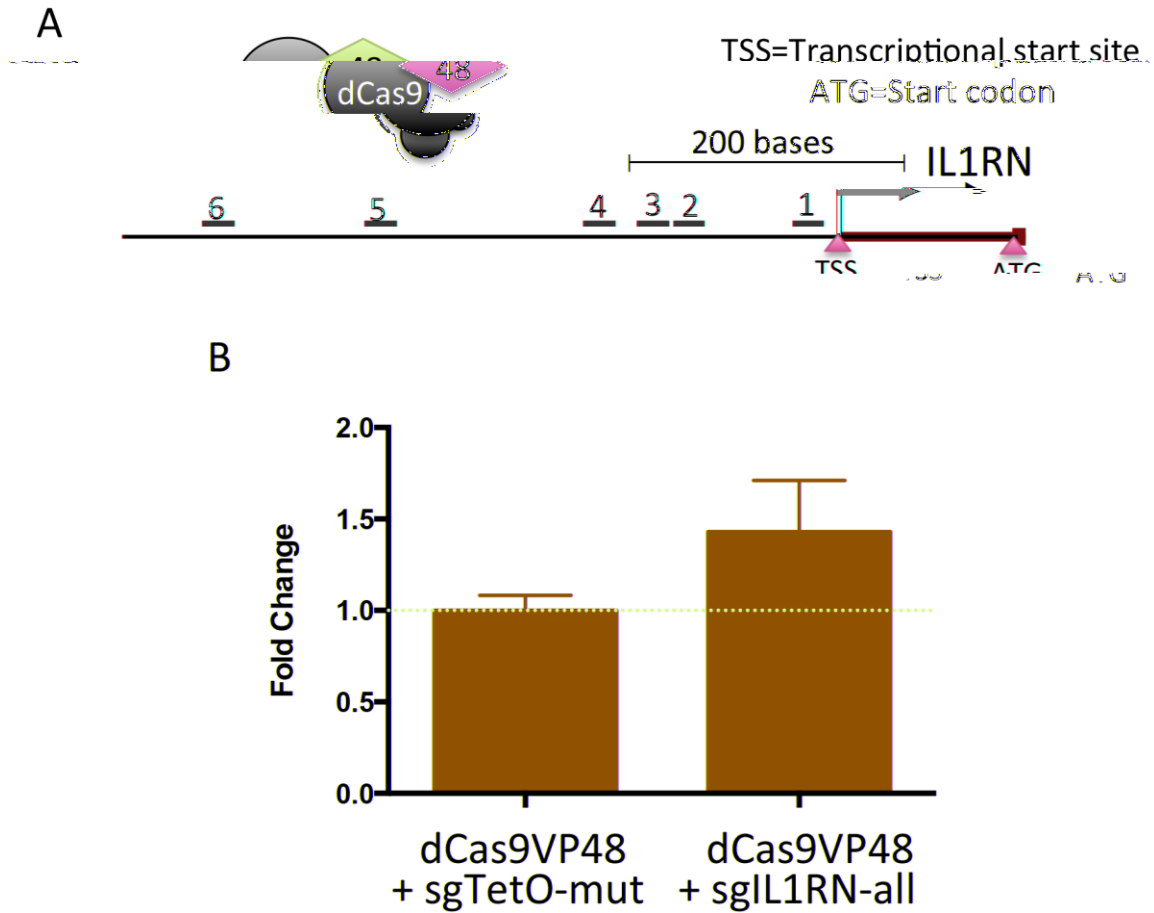 A
TSS=Transcriptional start site
48
dCas9
ATG=Start codon
200 bases
IL1RN
6 5 4 3 2 1
TSS ATG
B
2.0
1.5
1.0
0.5
0.0
Fold Change
dCas9VP48
+ sgTetO-mut
dCas9VP48
+ sgIL1RN-all